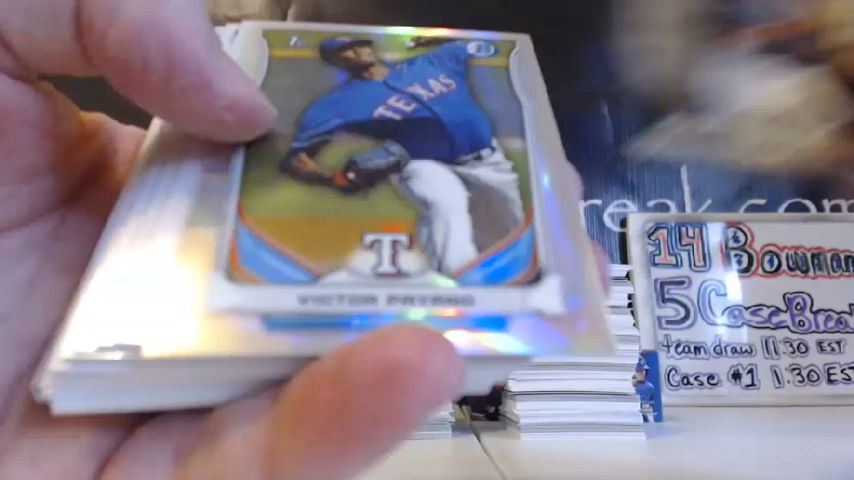 TEXAS
T
VICTOR PAYANO
reak.com
14 Bowman
5 Case Brea
team draw 11:30 EST
Case #1 1:30 EST